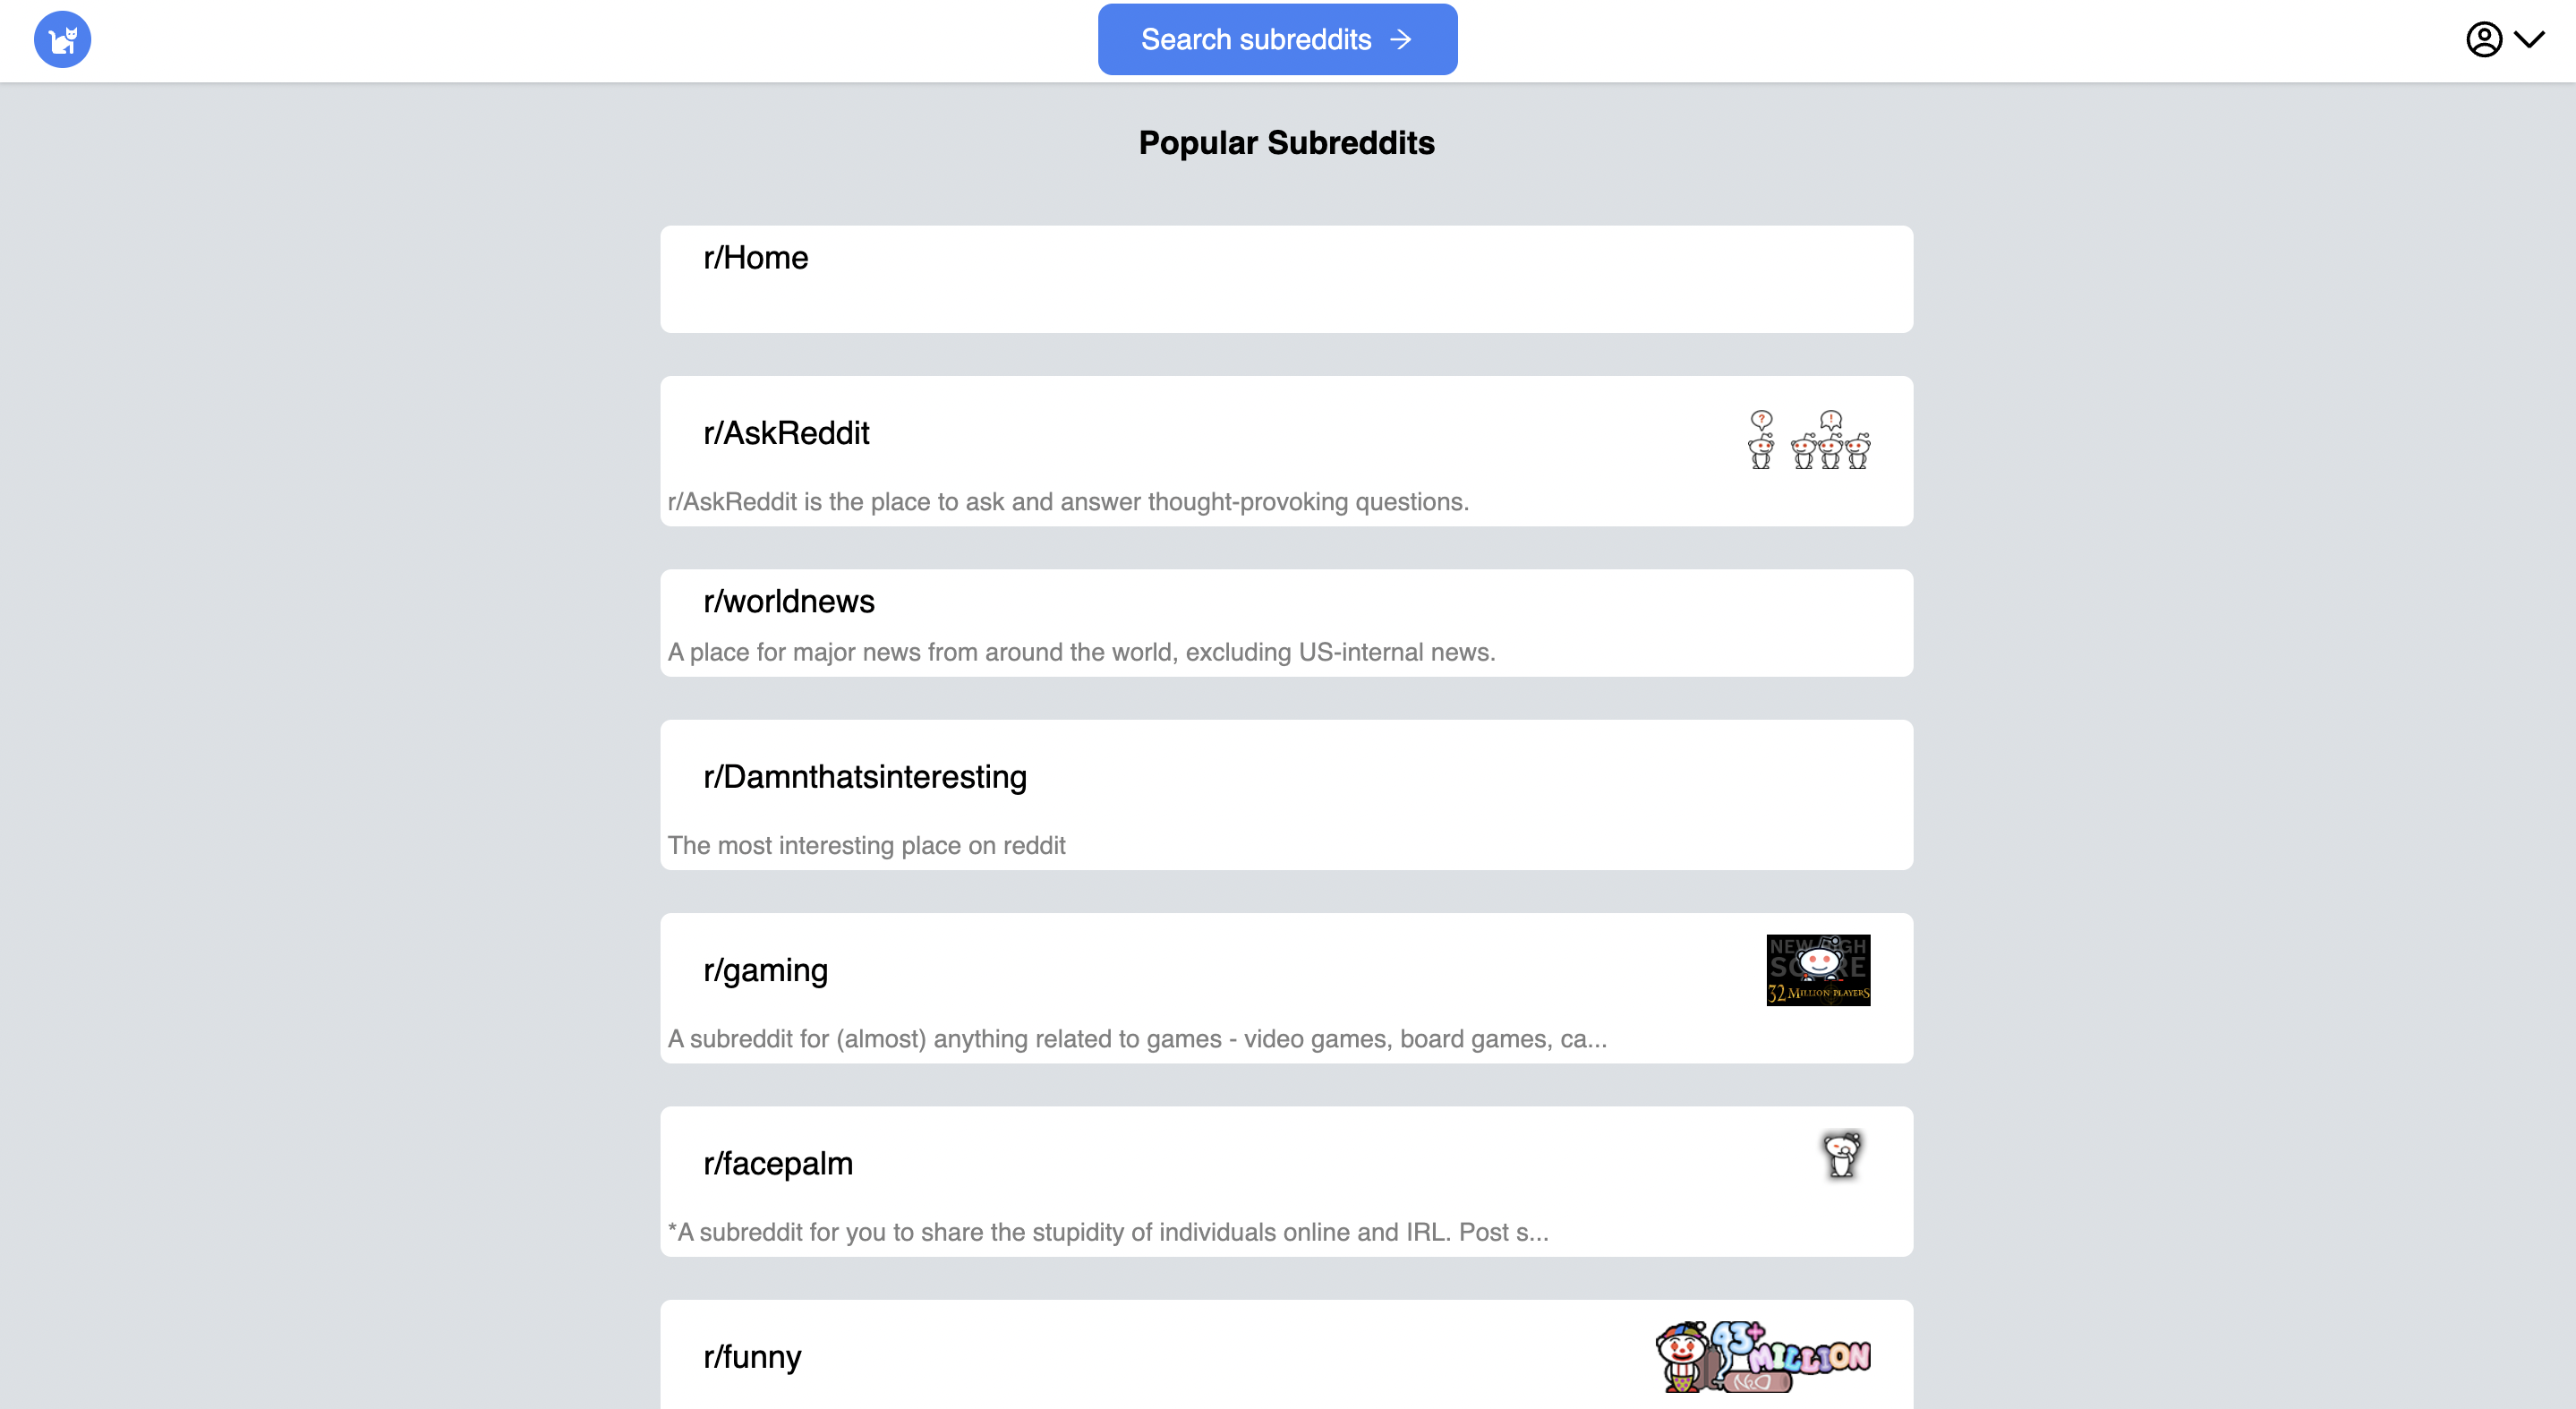 Search subreddits →
Popular Subreddits
r/Home
r/AskReddit
? !
r/AskReddit is the place to ask and answer thought-provoking questions.
r/worldnews
A place for major news from around the world, excluding US-internal news.
r/Damnthatsinteresting
The most interesting place on reddit
r/gaming
32 MILLION PLAYERS
A subreddit for (almost) anything related to games - video games, board games, ca...
r/facepalm
*A subreddit for you to share the stupidity of individuals online and IRL. Post s...
r/funny
43+
MILLION
N2O